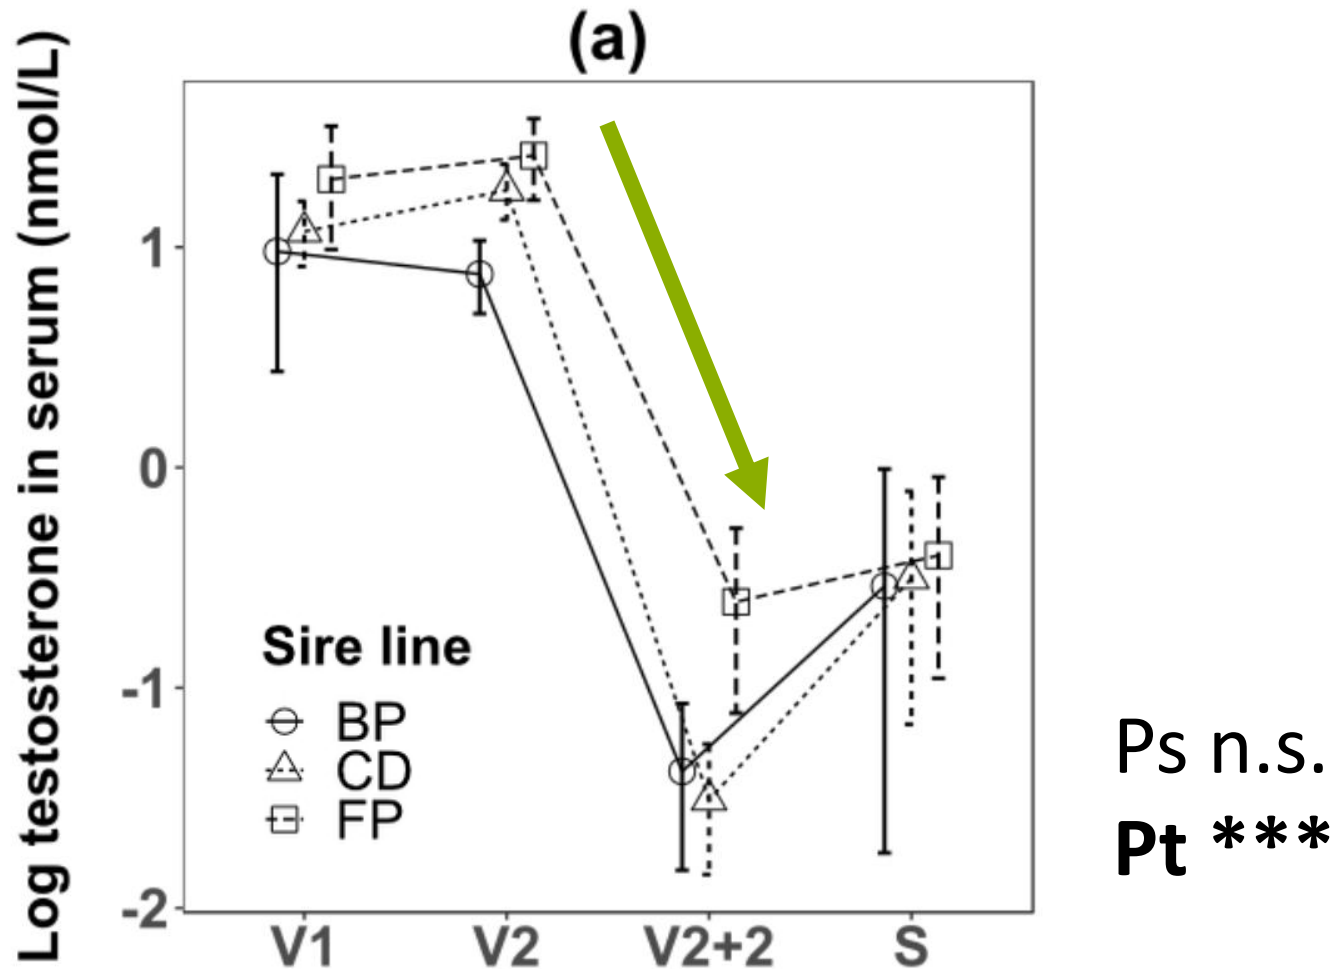 (a)
Log testosterone in serum (nmol/L)
1
0
-1
-2
Sire line
BP
CD
FP
V1 V2 V2+2 S
Ps n.s.
Pt ***